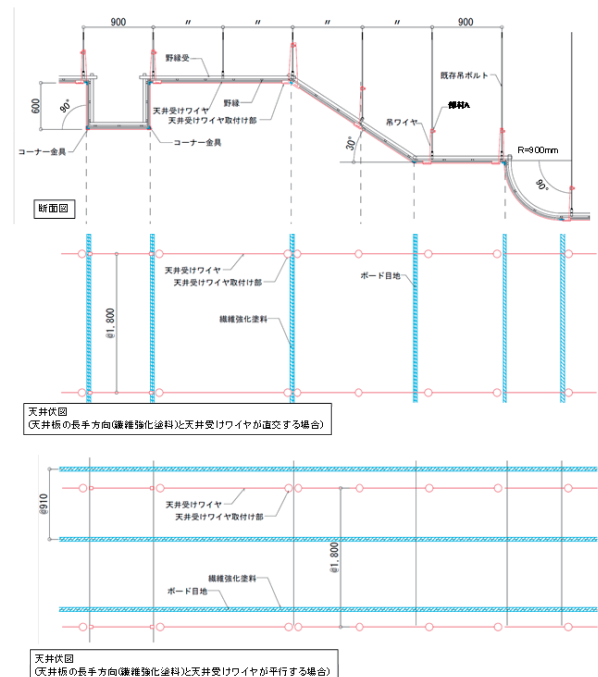 900
〃
〃
〃
〃
900
野縁受
既存吊ボルト
600
90°
野縁
天井受けワイヤ
天井受けワイヤ取付け部
部材A
吊ワイヤ
コーナー金具
コーナー金具
30°
R=900mm
90°
断面図
天井受けワイヤ
天井受けワイヤ取付け部
ボード目地
@1,800
繊維強化塗料
天井伏図
(天井板の長手方向(繊維強化塗料)と天井受けワイヤが直交する場合)
@910
天井受けワイヤ
天井受けワイヤ取付け部
@1,800
繊維強化塗料
ボード目地
天井伏図
(天井板の長手方向(繊維強化塗料)と天井受けワイヤが平行する場合)